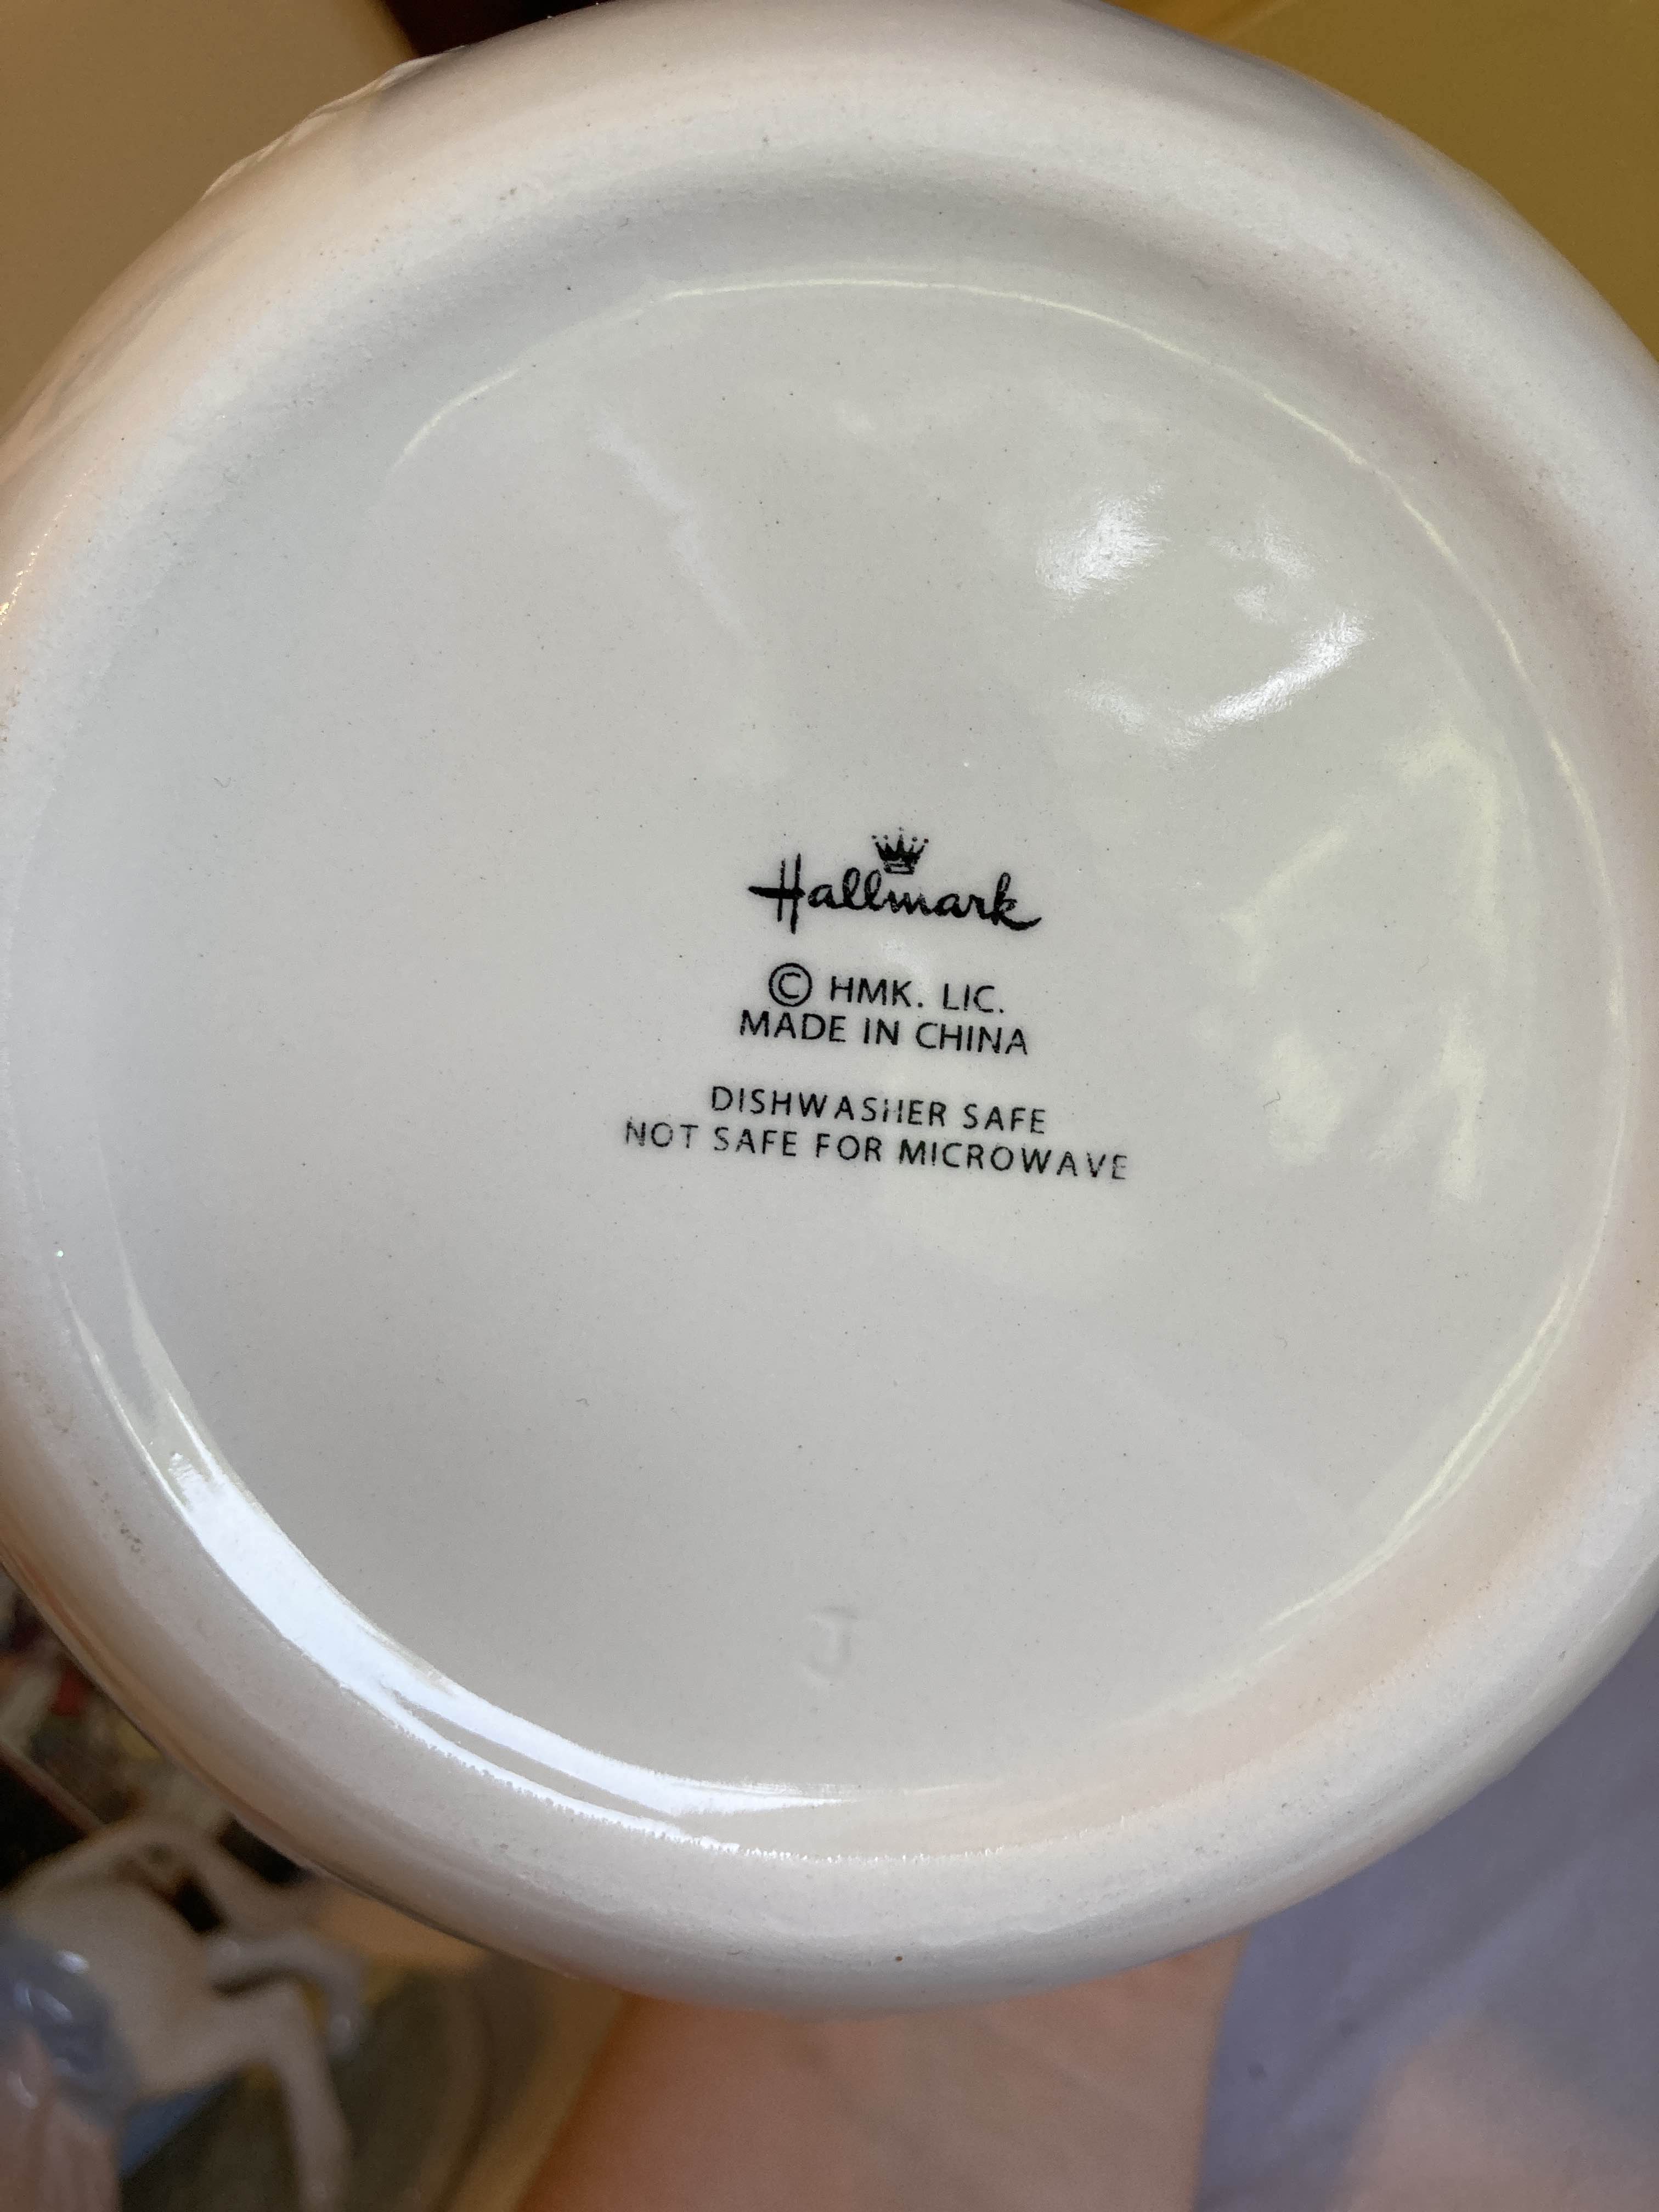 Hallmark
© HMK. LIC.
MADE IN CHINA
DISHWASHER SAFE
NOT SAFE FOR MICROWAVE
J